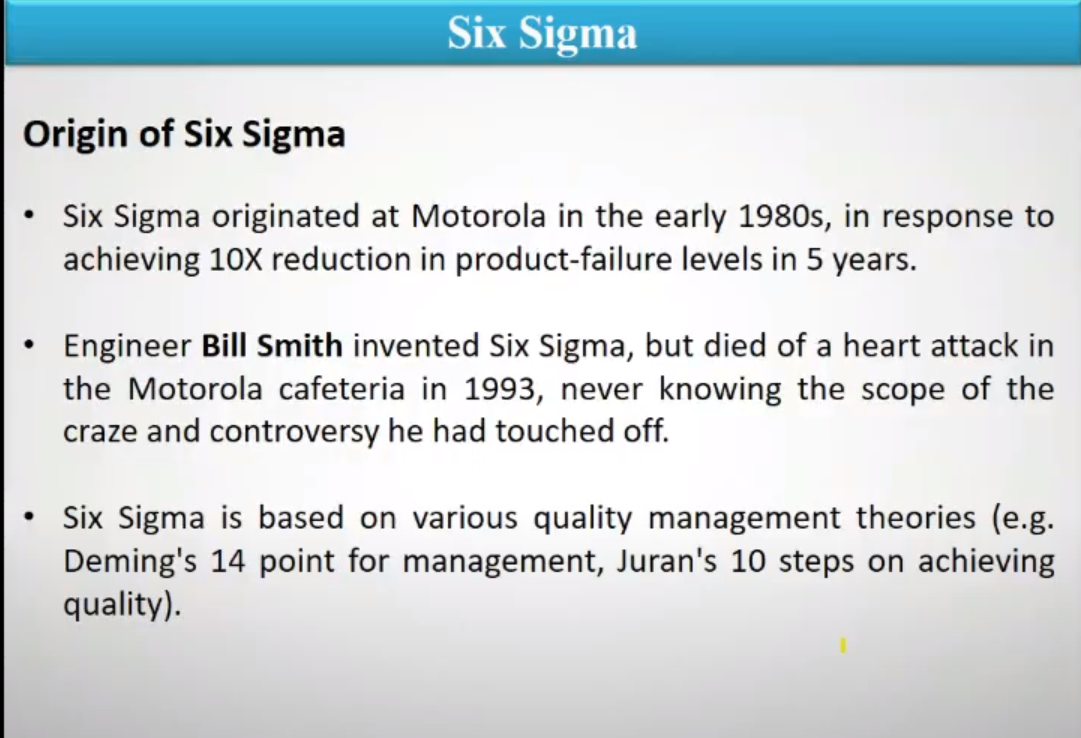 Six Sigma
Origin of Six Sigma
• Six Sigma originated at Motorola in the early 1980s, in response to
achieving 10X reduction in product-failure levels in 5 years.
• Engineer Bill Smith invented Six Sigma, but died of a heart attack in
the Motorola cafeteria in 1993, never knowing the scope of the
craze and controversy he had touched off.
• Six Sigma is based on various quality management theories (e.g.
Deming's 14 point for management, Juran's 10 steps on achieving
quality).